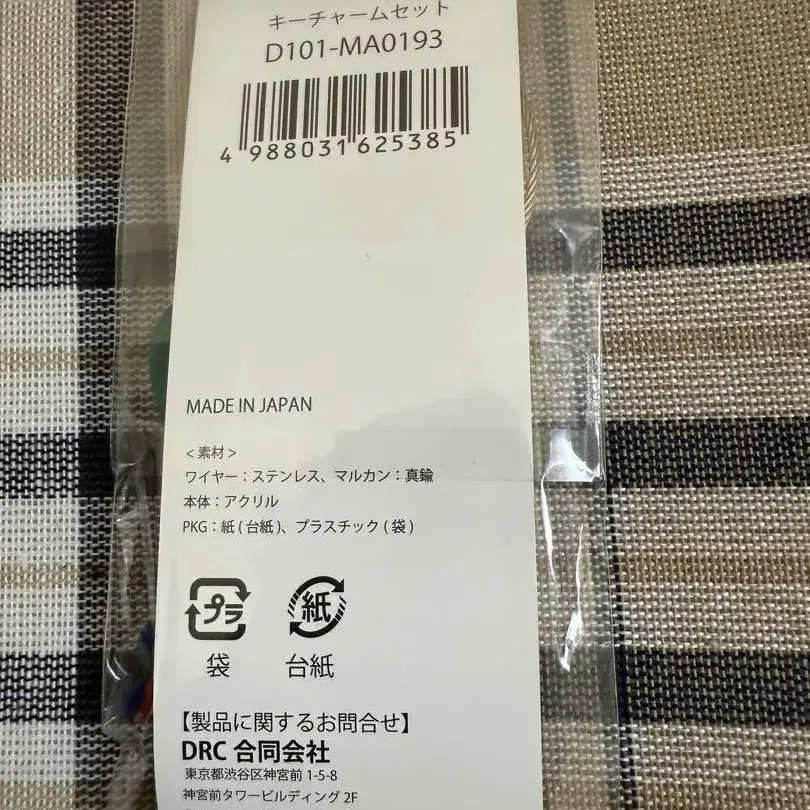 キーチャームセット
D101-MA0193
4 988031 625385
MADE IN JAPAN
<素材>
ワイヤー：ステンレス、マルカン：真鍮
本体：アクリル
PKG：紙(台紙)、プラスチック(袋)
プラ 紙
袋 台紙
【製品に関するお問合せ】
DRC 合同会社
東京都渋谷区神宮前 1-5-8
神宮前タワービルディング 2F